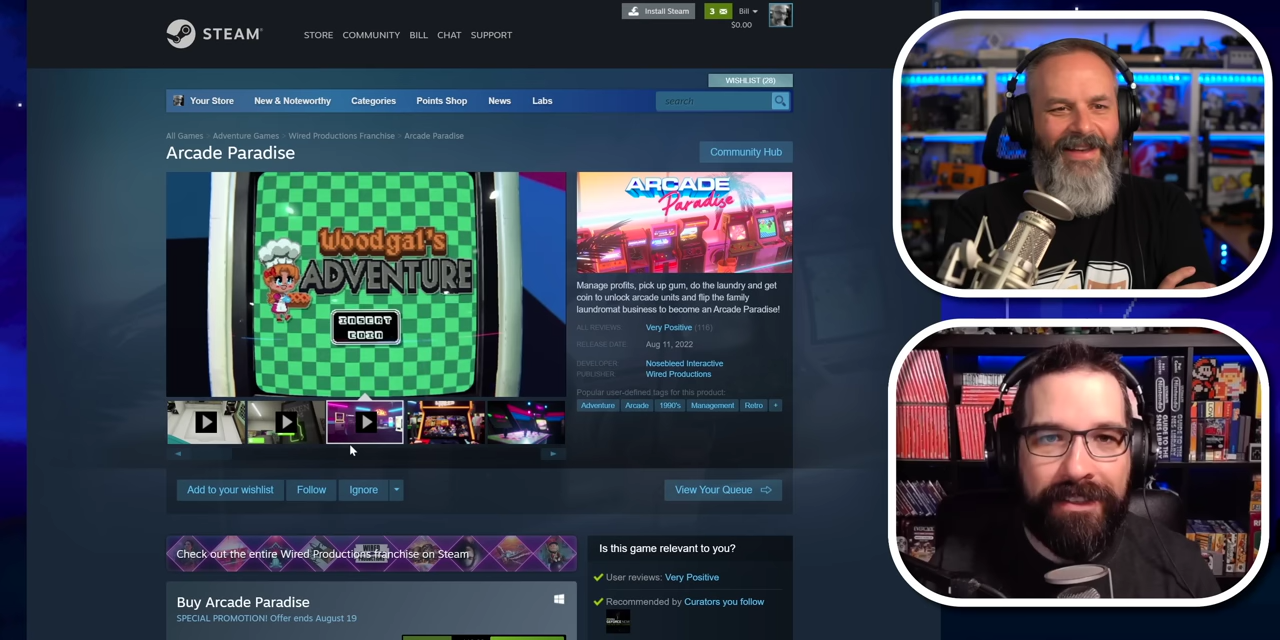 Install Steam
3
Bill
$0.00
STEAM
STORE COMMUNITY BILL CHAT SUPPORT
WISHLIST (28)
Your Store New & Noteworthy Categories Points Shop News Labs search
All Games > Adventure Games > Wired Productions Franchise > Arcade Paradise
Arcade Paradise
Community Hub
Woodgal's
ADVENTURE
INSERT
COIN
ARCADE
Paradise
Manage profits, pick up gum, do the laundry and get
coin to unlock arcade units and flip the family
laundromat business to become an Arcade Paradise!
ALL REVIEWS: Very Positive (116)
RELEASE DATE: Aug 11, 2022
DEVELOPER: Nosebleed Interactive
PUBLISHER: Wired Productions
Popular user-defined tags for this product:
Adventure Arcade 1990's Management Retro +
Add to your wishlist Follow Ignore
View Your Queue
Check out the entire Wired Productions franchise on Steam
Is this game relevant to you?
User reviews: Very Positive
Recommended by Curators you follow
Buy Arcade Paradise
SPECIAL PROMOTION! Offer ends August 19